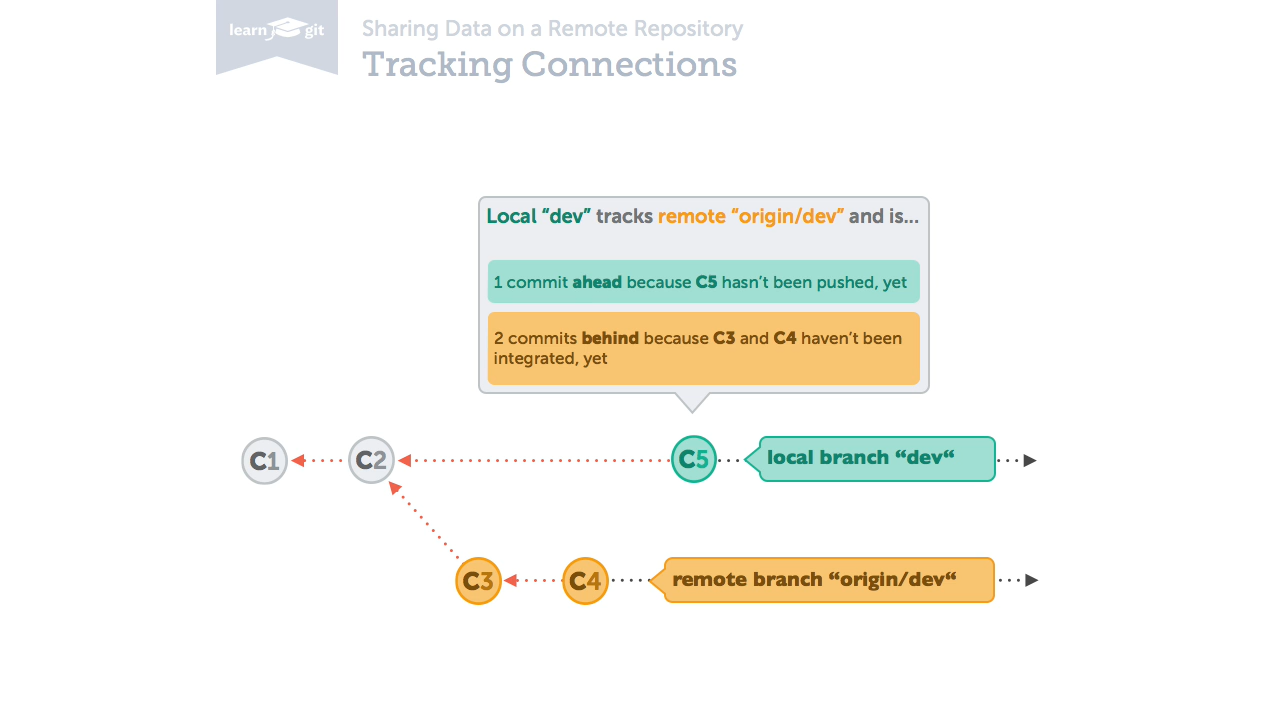 learn git
Sharing Data on a Remote Repository
Tracking Connections
Local “dev” tracks remote “origin/dev” and is...
1 commit ahead because C5 hasn’t been pushed, yet
2 commits behind because C3 and C4 haven’t been
integrated, yet
C1 C2 C5 local branch “dev“
C3 C4 remote branch “origin/dev“